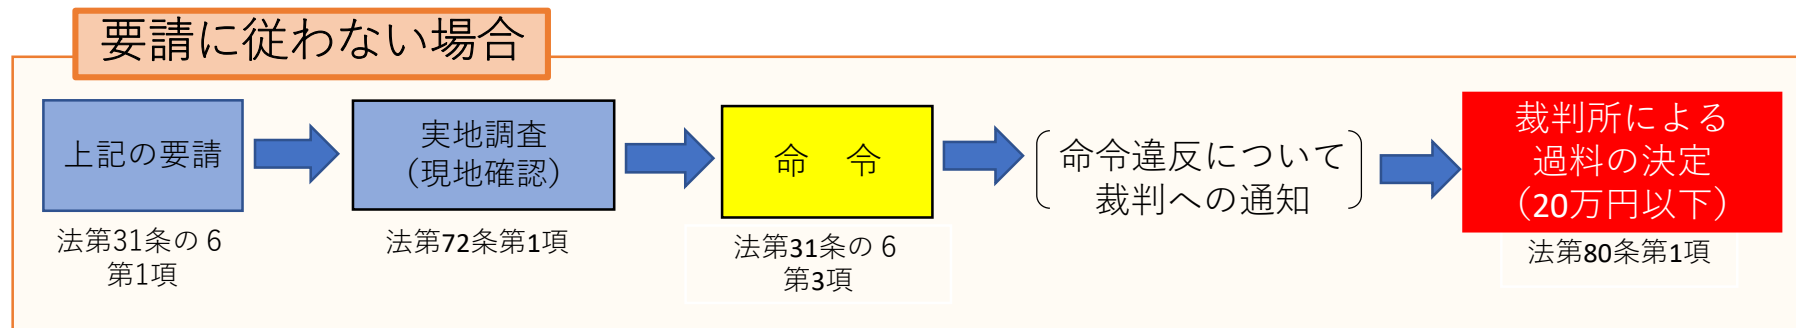 要請に従わない場合
上記の要請
法第31条の6
第1項
実地調査
（現地確認）
法第72条第1項
命　令
法第31条の6
第3項
命令違反について
裁判への通知
裁判所による
過料の決定
（20万円以下）
法第80条第1項